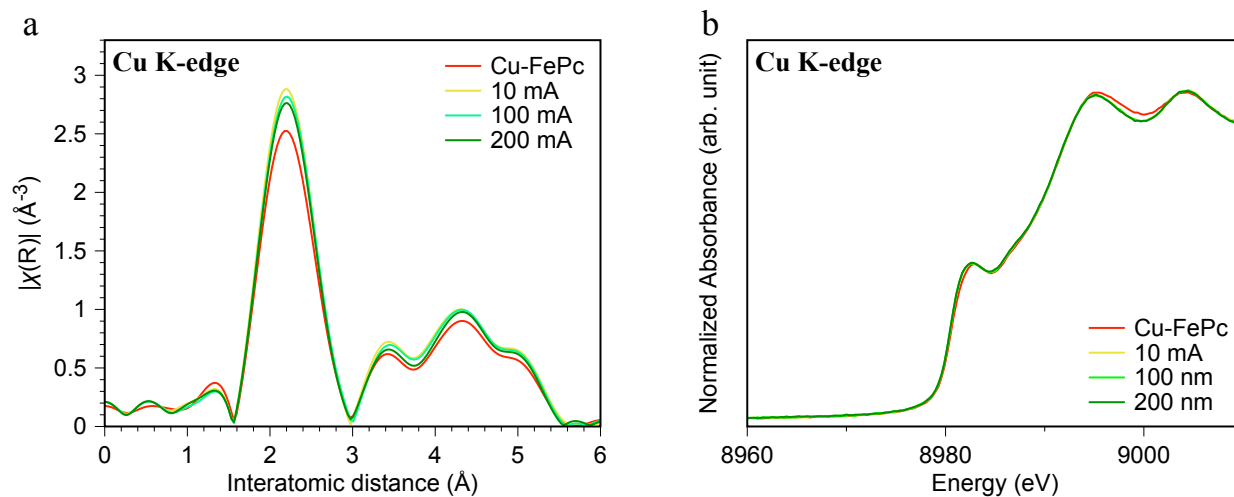 a
Cu K-edge
Cu-FePc
10 mA
100 mA
200 mA
3
2.5
2
1.5
1
0.5
0
|χ(R)| (Å⁻³)
0 1 2 3 4 5 6
Interatomic distance (Å)
b
Cu K-edge
Normalized Absorbance (arb. unit)
Cu-FePc
10 mA
100 nm
200 nm
8960 8980 9000
Energy (eV)